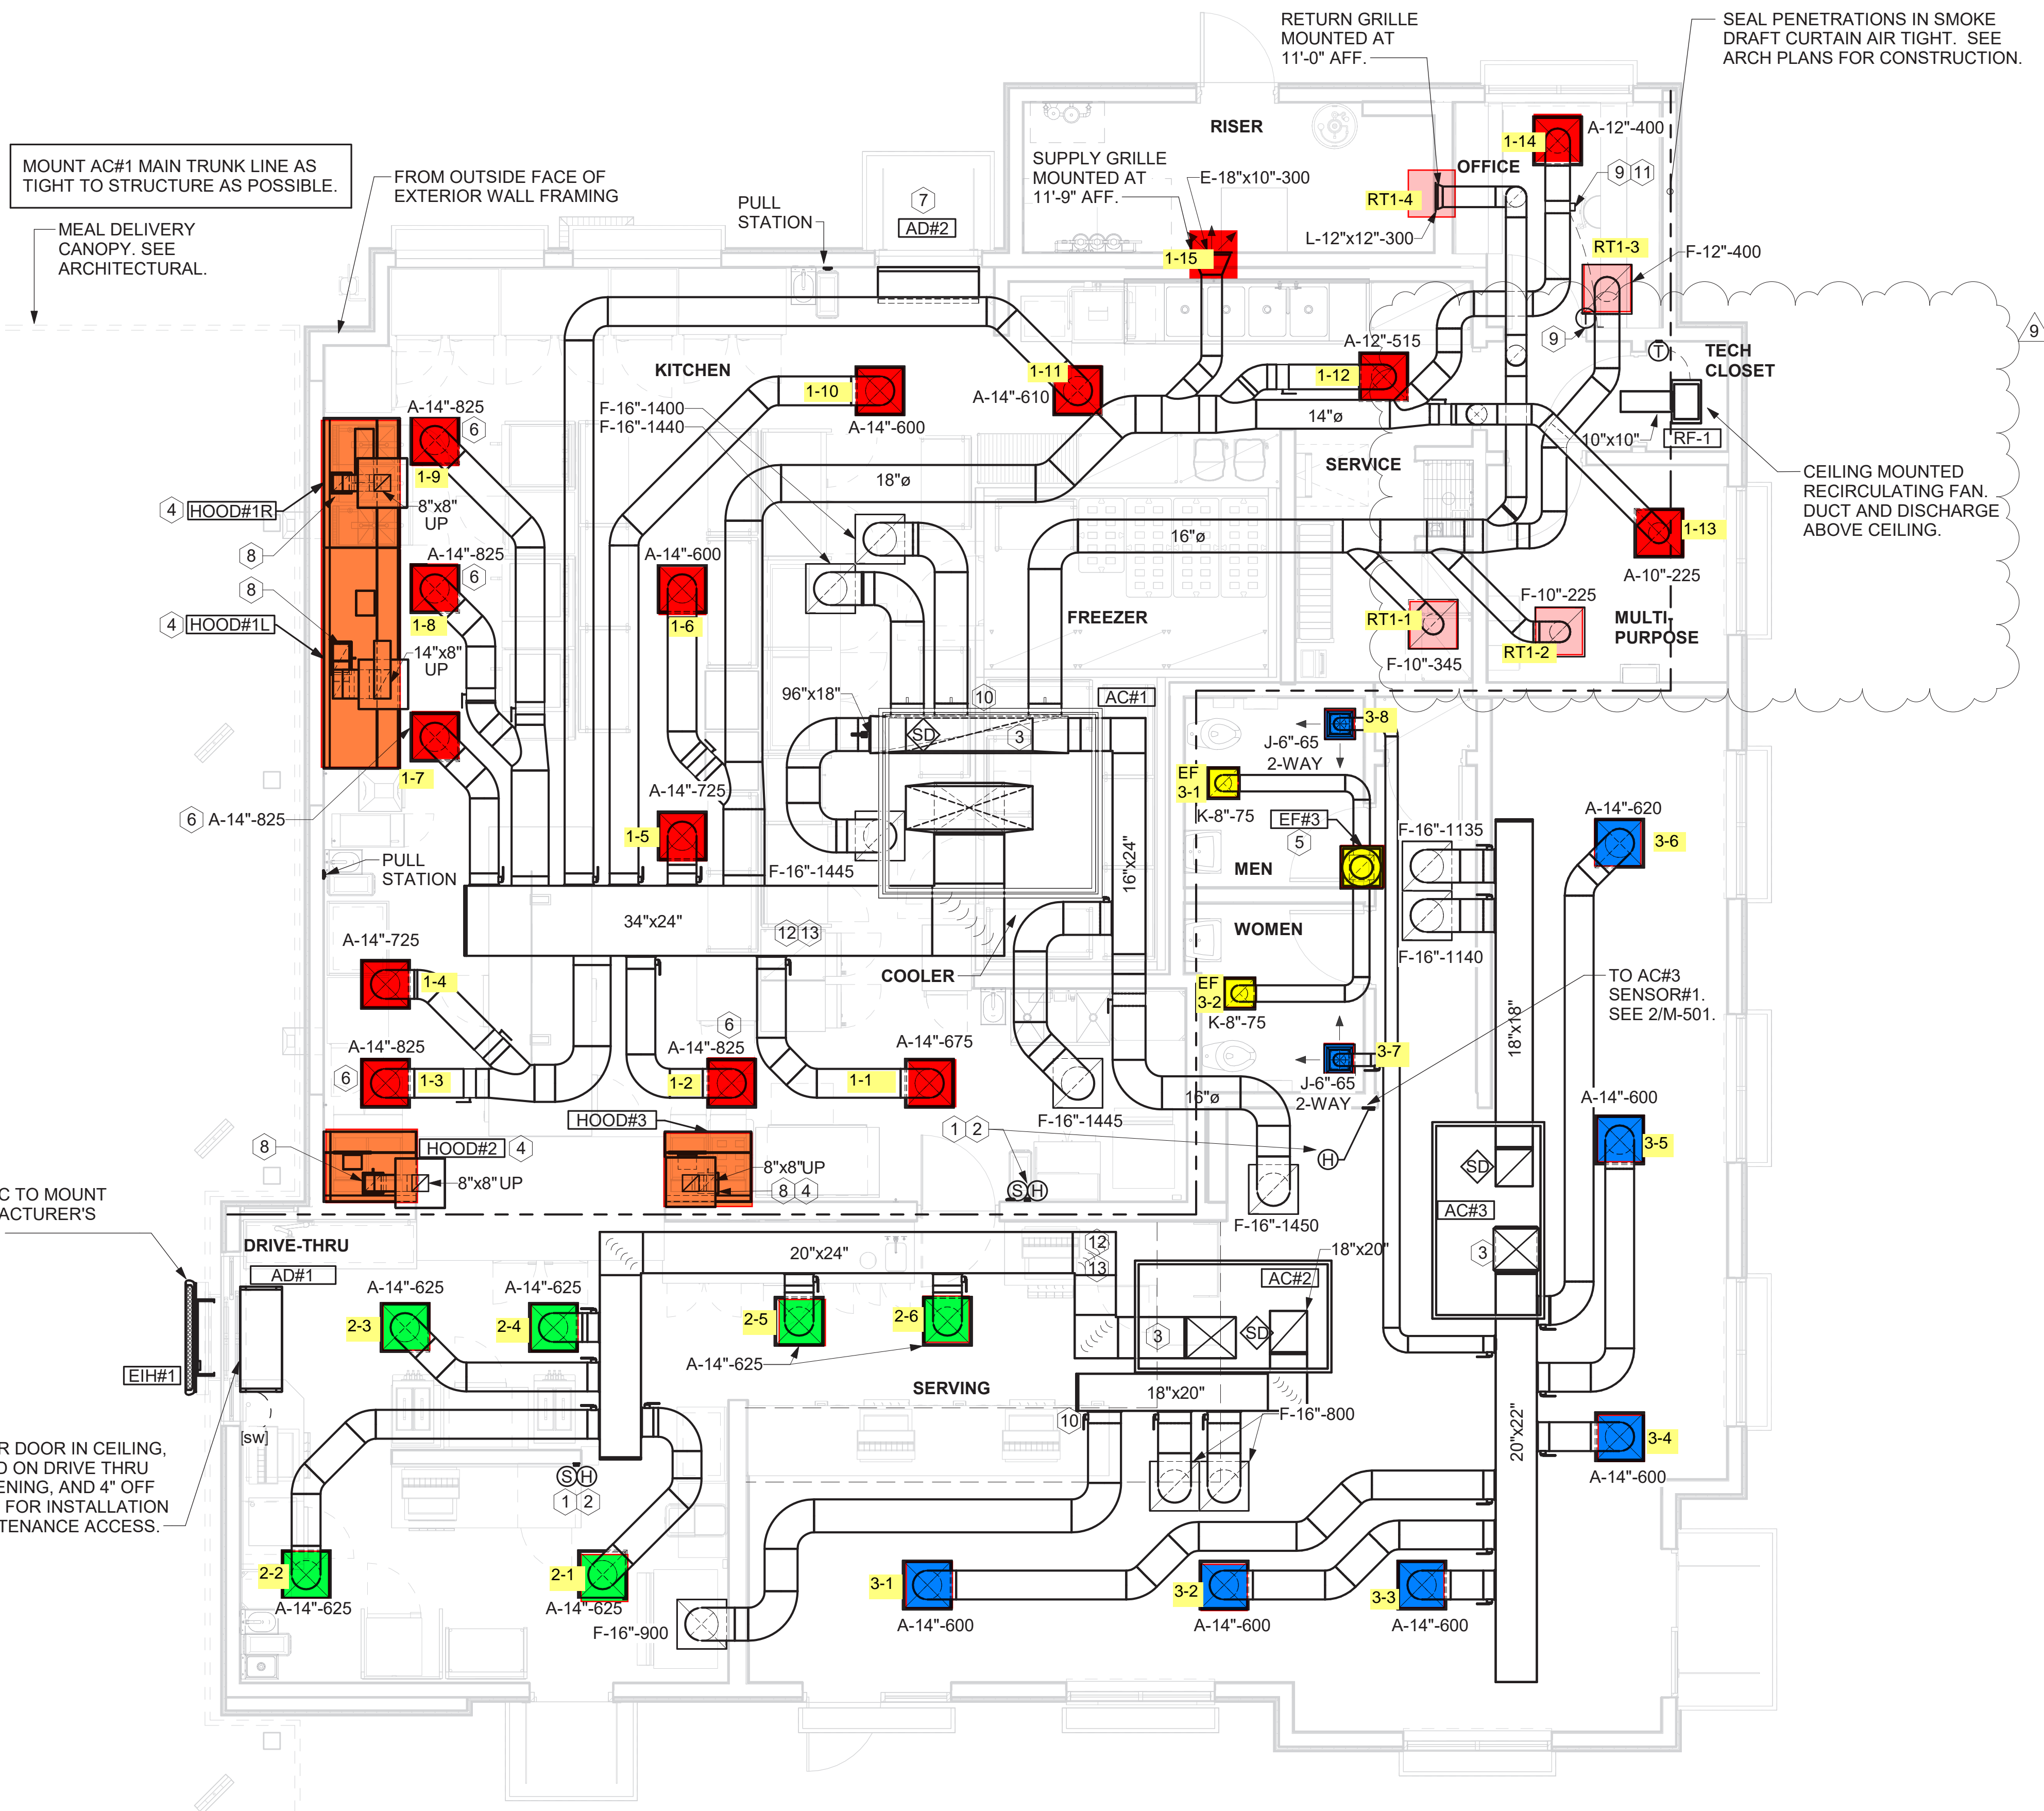 RETURN GRILLE
MOUNTED AT
11'-0" AFF.
SEAL PENETRATIONS IN SMOKE
DRAFT CURTAIN AIR TIGHT. SEE
ARCH PLANS FOR CONSTRUCTION.
MOUNT AC#1 MAIN TRUNK LINE AS
TIGHT TO STRUCTURE AS POSSIBLE.
FROM OUTSIDE FACE OF
EXTERIOR WALL FRAMING
MEAL DELIVERY
CANOPY. SEE
ARCHITECTURAL.
PULL
STATION
7
AD#2
RISER
SUPPLY GRILLE
MOUNTED AT
11'-9" AFF.
E-18"x10"-300
1-15
OFFICE
RT1-4
L-12"x12"-300
1-14
A-12"-400
9 11
RT1-3
F-12"-400
9
9
T
TECH
CLOSET
10"x10"
RF-1
CEILING MOUNTED
RECIRCULATING FAN.
DUCT AND DISCHARGE
ABOVE CEILING.
KITCHEN
1-10
A-14"-600
1-11
A-14"-610
A-12"-515
1-12
14"ø
F-16"-1400
F-16"-1440
18"ø
SERVICE
A-14"-825
6
1-9
4 HOOD#1R
8"x8"
UP
8
A-14"-825
6
1-8
8
4 HOOD#1L
14"x8"
UP
1-7
6 A-14"-825
A-14"-600
1-6
16"ø
1-13
A-10"-225
FREEZER
RT1-1
F-10"-345
F-10"-225
RT1-2
MULTI-
PURPOSE
96"x18"
10
AC#1
SD
3
A-14"-725
1-5
F-16"-1445
16"x24"
3-8
J-6"-65
2-WAY
EF
3-1
K-8"-75
EF#3
5
MEN
WOMEN
EF
3-2
K-8"-75
3-7
J-6"-65
2-WAY
F-16"-1135
F-16"-1140
A-14"-620
3-6
TO AC#3
SENSOR#1.
SEE 2/M-501.
18"x18"
PULL
STATION
34"x24"
12 13
COOLER
A-14"-725
1-4
A-14"-825
6
1-3
6
A-14"-825
1-2
A-14"-675
1-1
F-16"-1445
16"ø
HOOD#3
1 2
H
S H
8
HOOD#2 4
8"x8"UP
8"x8"UP
8 4
F-16"-1450
A-14"-600
3-5
SD
AC#3
3
C TO MOUNT
ACTURER'S
DRIVE-THRU
AD#1
20"x24"
12
13
18"x20"
AC#2
3
SD
A-14"-625
2-3
A-14"-625
2-4
2-5
2-6
A-14"-625
EIH#1
SERVING
18"x20"
10
F-16"-800
[sw]
R DOOR IN CEILING,
D ON DRIVE THRU
ENING, AND 4" OFF
FOR INSTALLATION
TENANCE ACCESS.
S H
1 2
20"x22"
3-4
A-14"-600
2-2
A-14"-625
2-1
A-14"-625
F-16"-900
3-1
A-14"-600
3-2
A-14"-600
3-3
A-14"-600